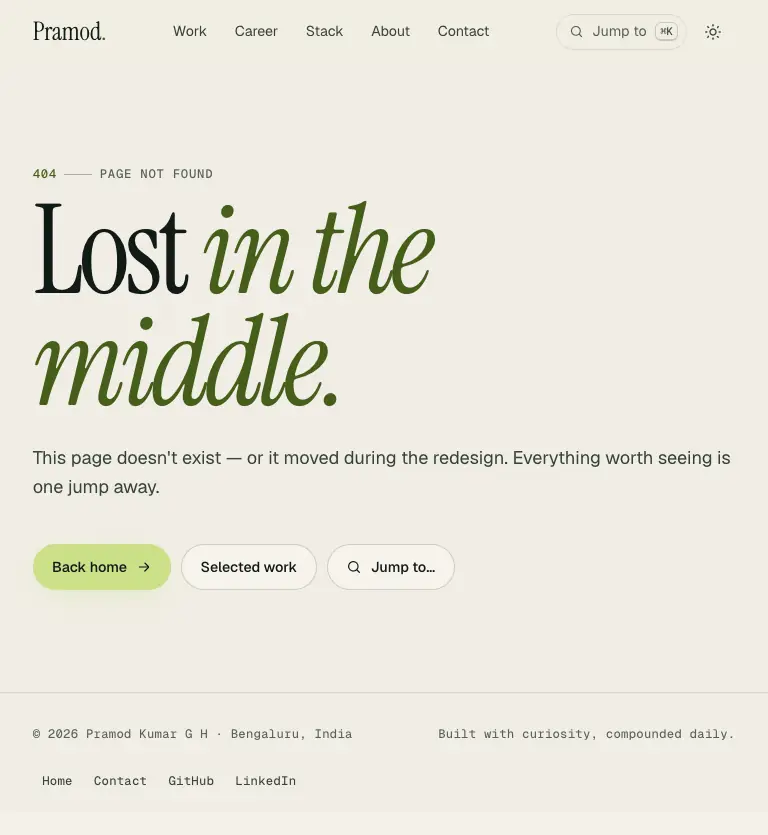 Pramod.
Work Career Stack About Contact
Jump to ⌘K
404 PAGE NOT FOUND
Lost in the
middle.
This page doesn't exist — or it moved during the redesign. Everything worth seeing is
one jump away.
Back home →
Selected work
Jump to…
© 2026 Pramod Kumar G H · Bengaluru, India
Built with curiosity, compounded daily.
Home Contact GitHub LinkedIn